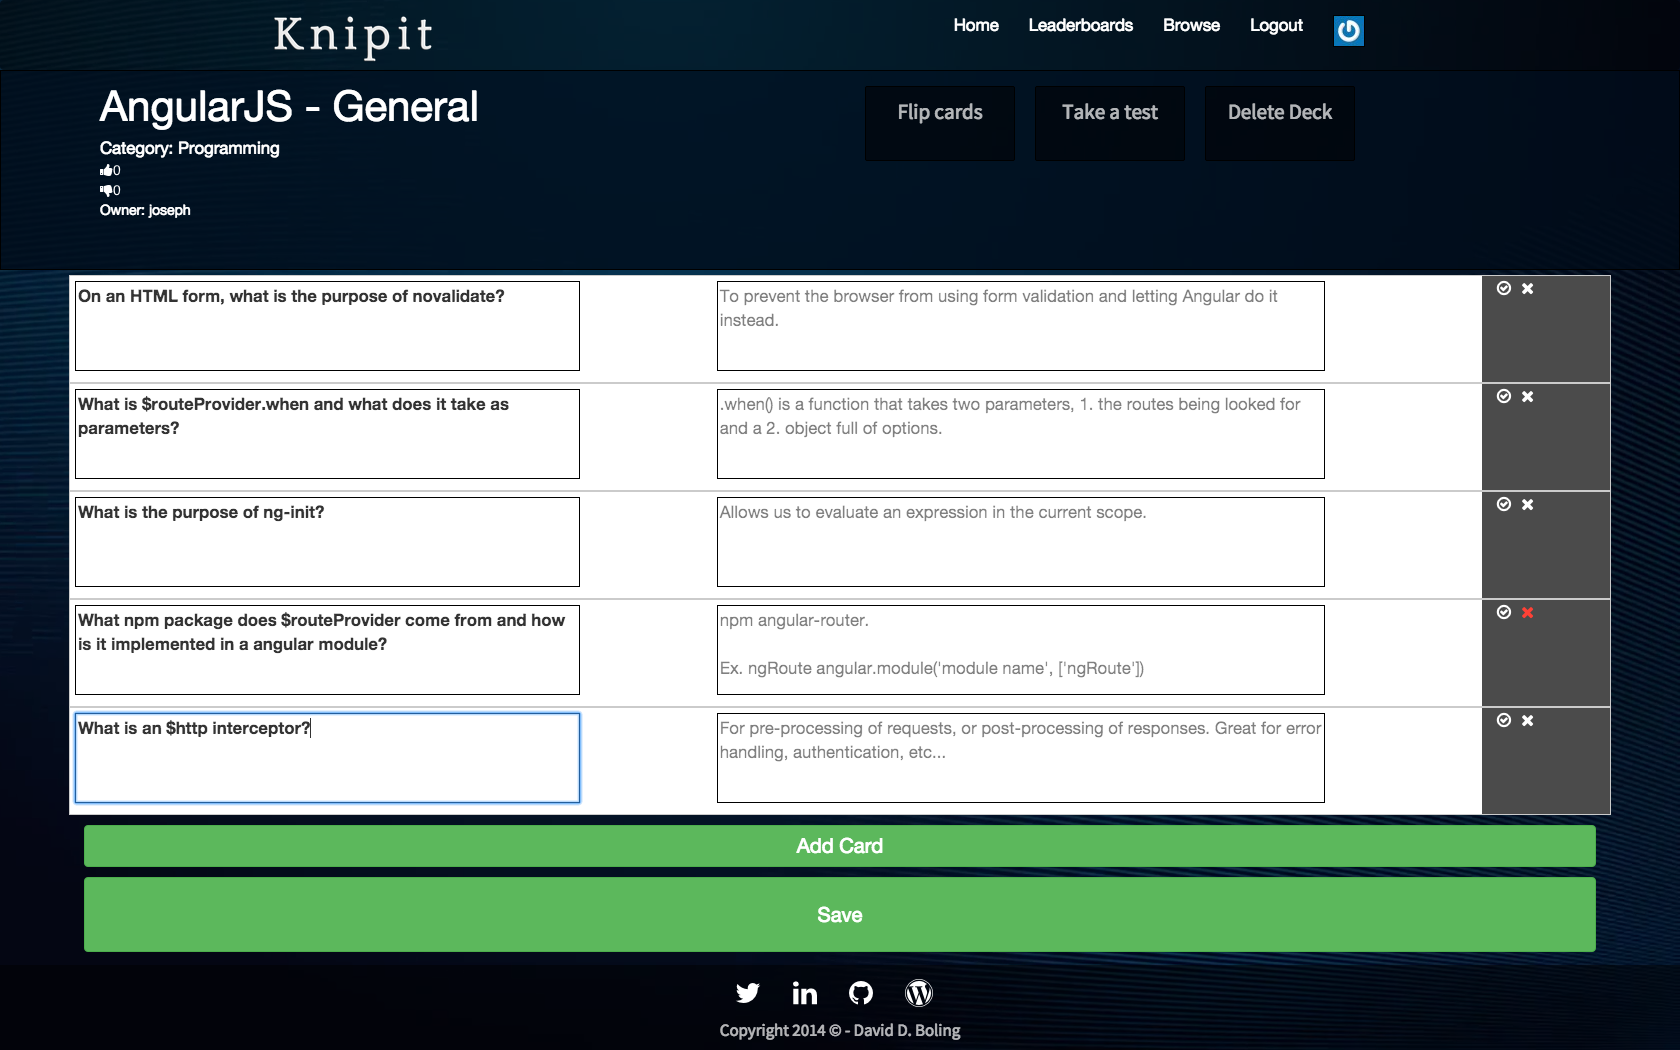 Knipit
Home Leaderboards Browse Logout
AngularJS - General
Category: Programming
0
0
Owner: joseph
Flip cards
Take a test
Delete Deck
On an HTML form, what is the purpose of novalidate?
To prevent the browser from using form validation and letting Angular do it
instead.
What is $routeProvider.when and what does it take as
parameters?
.when() is a function that takes two parameters, 1. the routes being looked for
and a 2. object full of options.
What is the purpose of ng-init?
Allows us to evaluate an expression in the current scope.
What npm package does $routeProvider come from and how
is it implemented in a angular module?
npm angular-router.
Ex. ngRoute angular.module('module name', ['ngRoute'])
What is an $http interceptor?
For pre-processing of requests, or post-processing of responses. Great for error
handling, authentication, etc...
Add Card
Save
Copyright 2014 © - David D. Boling